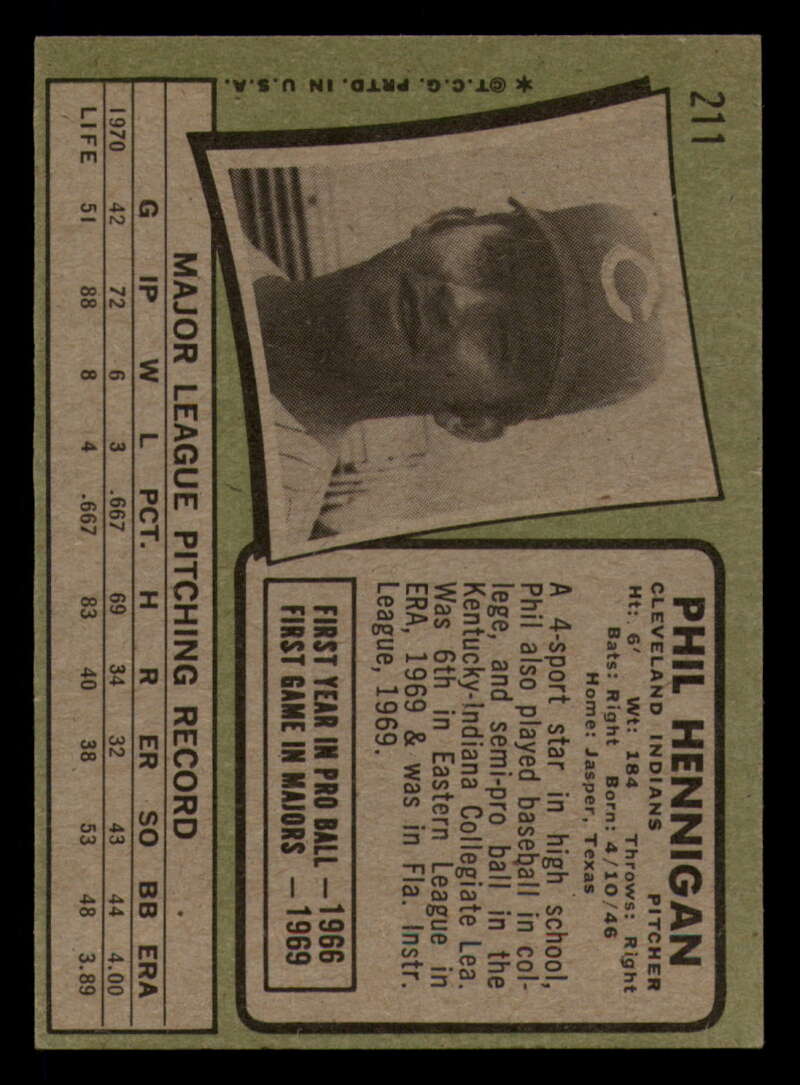 211
C
PHIL HENNIGAN
CLEVELAND INDIANS PITCHER
Ht: 6' Wt: 184 Throws: Right
Bats: Right Born: 4/10/46
Home: Jasper, Texas
A 4-sport star in high school,
Phil also played baseball in col-
lege, and semi-pro ball in the
Kentucky-Indiana Collegiate Lea.
Was 6th in Eastern League in
ERA, 1969 & was in Fla. Instr.
League, 1969.
FIRST YEAR IN PRO BALL — 1966
FIRST GAME IN MAJORS — 1969
MAJOR LEAGUE PITCHING RECORD
G IP W L PCT. H R ER SO BB ERA
1970 42 72 6 3 .667 69 34 32 43 44 4.00
LIFE 51 88 8 4 .667 83 40 38 53 48 3.89
*©T.C.G. PRTD. IN U.S.A.